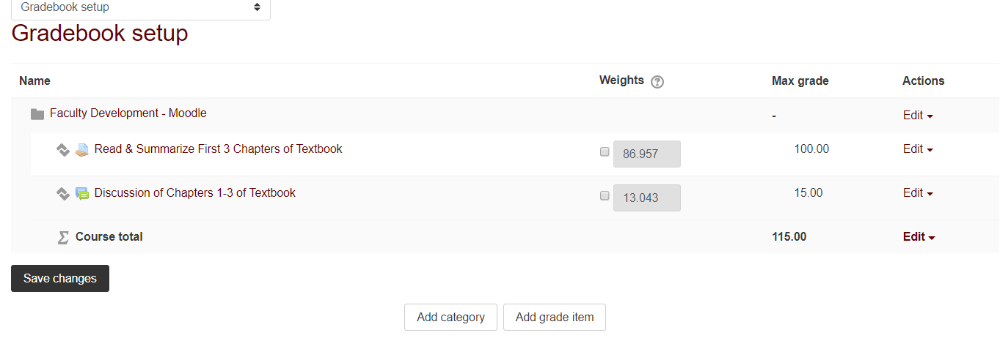 Gradebook setup
Gradebook setup
Name Weights ? Max grade Actions
Faculty Development - Moodle - Edit
Read & Summarize First 3 Chapters of Textbook 86.957 100.00 Edit
Discussion of Chapters 1-3 of Textbook 13.043 15.00 Edit
Σ Course total 115.00 Edit
Save changes
Add category Add grade item